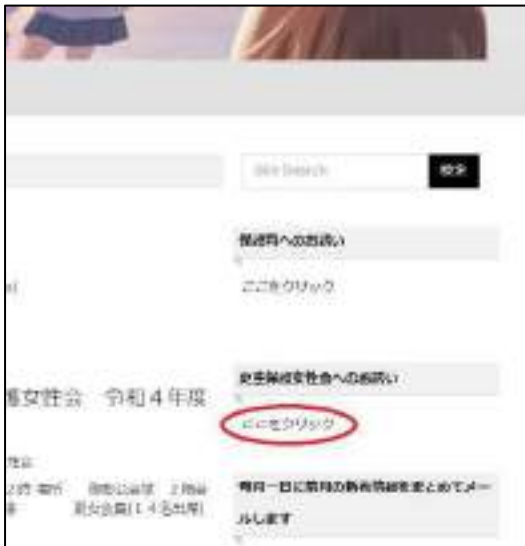 Site Search
検索
保護司へのお誘い
ここをクリック
更生保護女性会へのお誘い
護女性会 令和4年度
ここをクリック
性会
毎月一日に前月の新着情報をまとめてメー
ルします